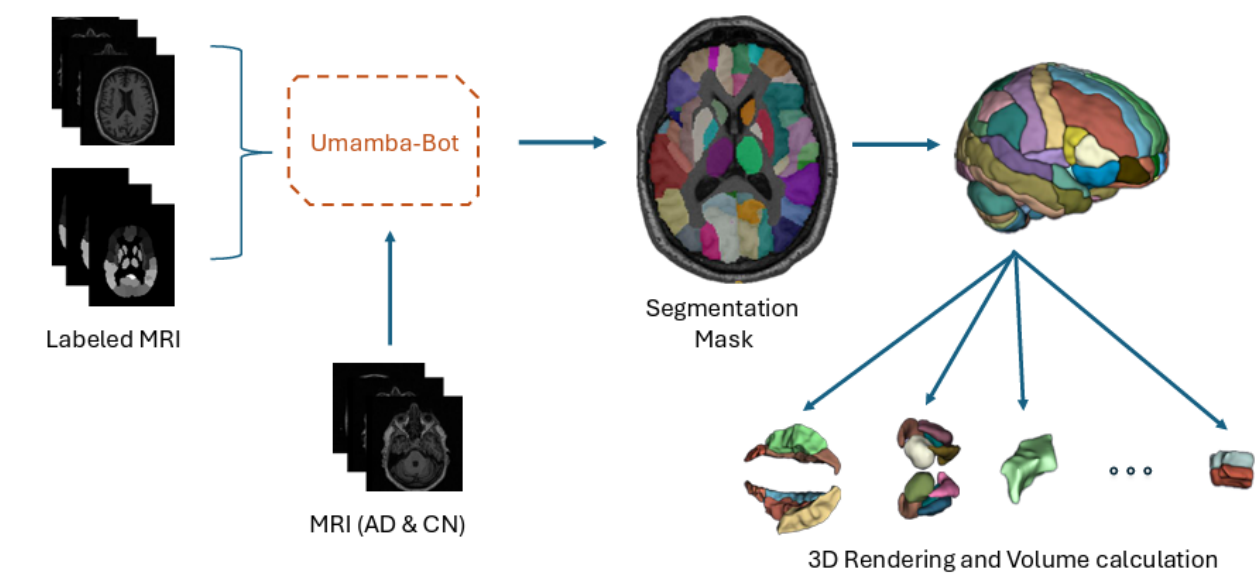 Umamba-Bot
Labeled MRI
Segmentation
Mask
MRI (AD & CN)
3D Rendering and Volume calculation